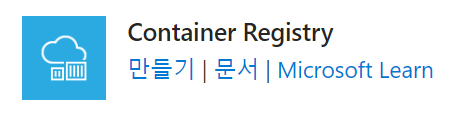 Container Registry
만들기 | 문서 | Microsoft Learn